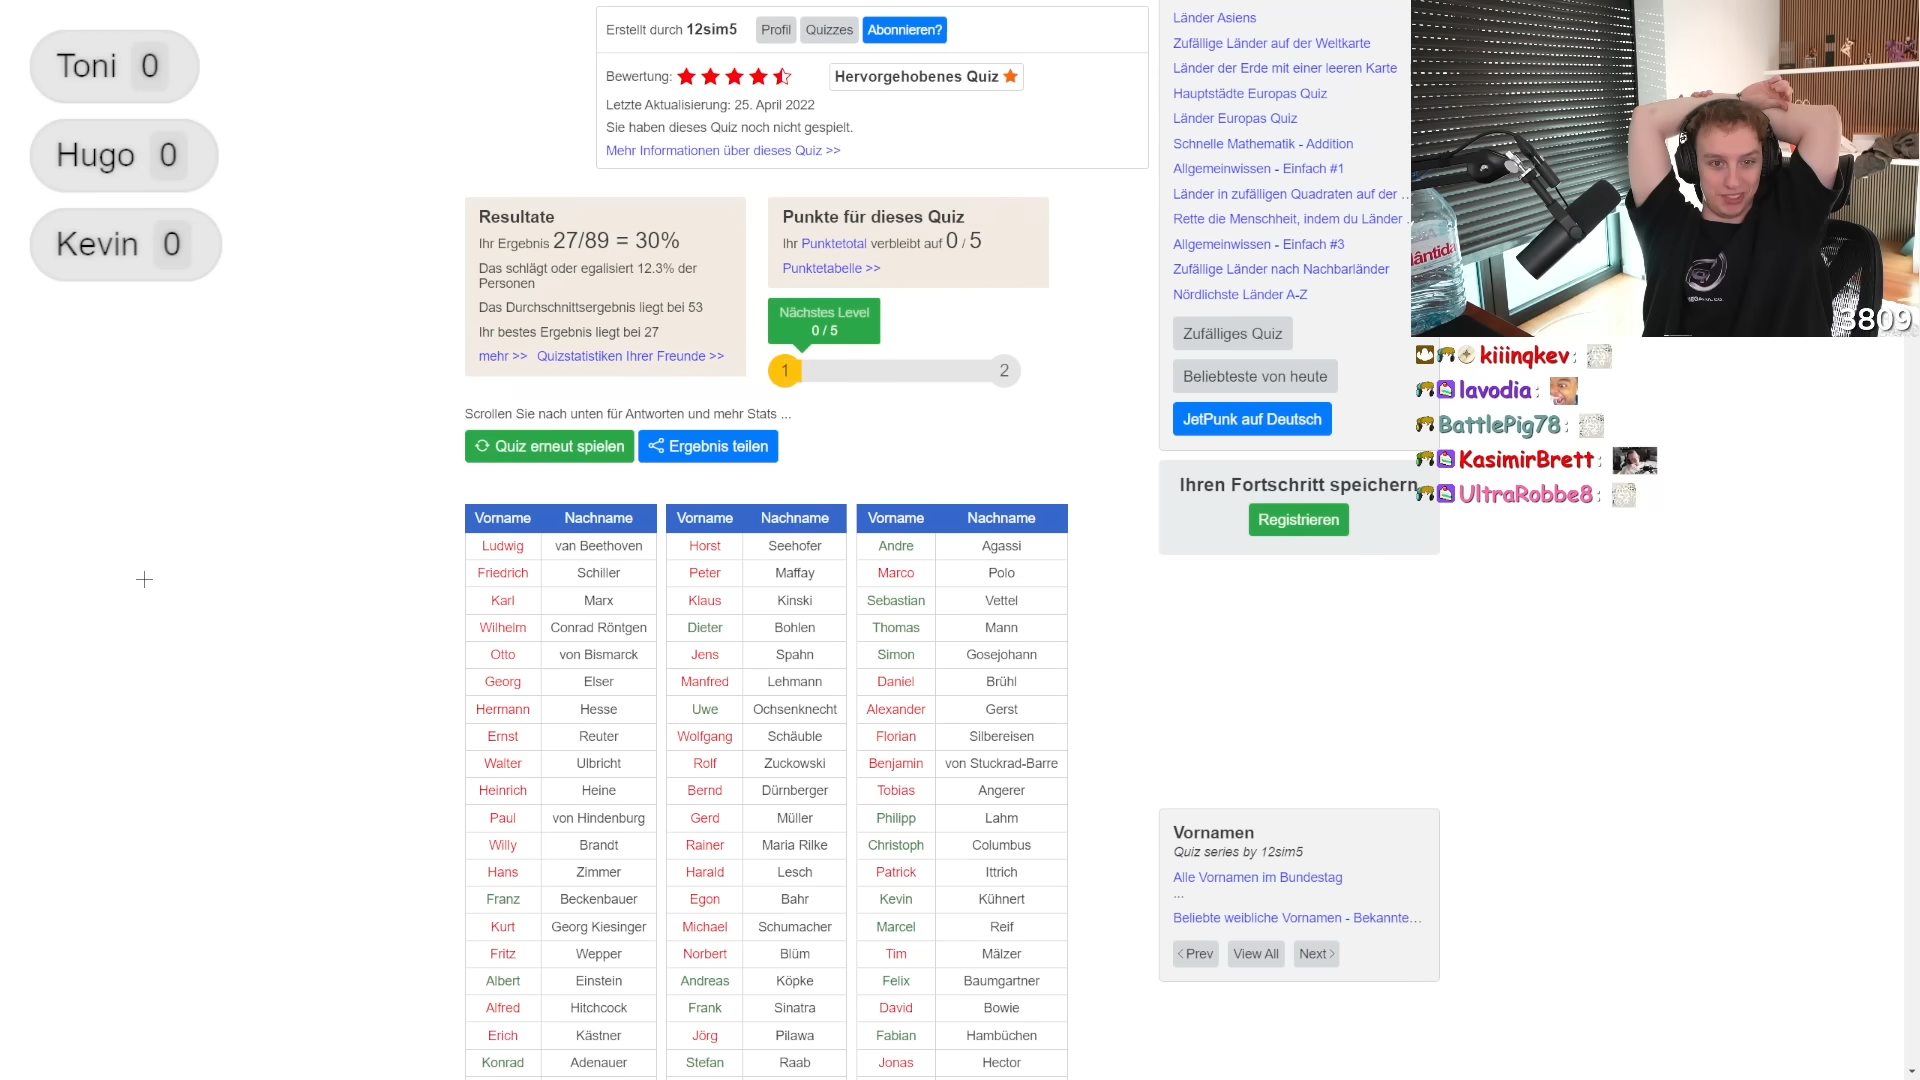 Toni 0
Hugo 0
Kevin 0
Erstellt durch 12sim5 Profil Quizzes Abonnieren?
Bewertung: Hervorgehobenes Quiz
Letzte Aktualisierung: 25. April 2022
Sie haben dieses Quiz noch nicht gespielt.
Mehr Informationen über dieses Quiz >>
Resultate
Ihr Ergebnis 27/89 = 30%
Das schlägt oder egalisiert 12.3% der
Personen
Das Durchschnittsergebnis liegt bei 53
Ihr bestes Ergebnis liegt bei 27
mehr >> Quizstatistiken Ihrer Freunde >>
Punkte für dieses Quiz
Ihr Punktetotal verbleibt auf 0 / 5
Punktetabelle >>
Nächstes Level
0 / 5
1 2
Scrollen Sie nach unten für Antworten und mehr Stats ...
Quiz erneut spielen Ergebnis teilen
Vorname Nachname Vorname Nachname Vorname Nachname
Ludwig van Beethoven Horst Seehofer Andre Agassi
Friedrich Schiller Peter Maffay Marco Polo
Karl Marx Klaus Kinski Sebastian Vettel
Wilhelm Conrad Röntgen Dieter Bohlen Thomas Mann
Otto von Bismarck Jens Spahn Simon Gosejohann
Georg Elser Manfred Lehmann Daniel Brühl
Hermann Hesse Uwe Ochsenknecht Alexander Gerst
Ernst Reuter Wolfgang Schäuble Florian Silbereisen
Walter Ulbricht Rolf Zuckowski Benjamin von Stuckrad-Barre
Heinrich Heine Bernd Dürnberger Tobias Angerer
Paul von Hindenburg Gerd Müller Philipp Lahm
Willy Brandt Rainer Maria Rilke Christoph Columbus
Hans Zimmer Harald Lesch Patrick Ittrich
Franz Beckenbauer Egon Bahr Kevin Kühnert
Kurt Georg Kiesinger Michael Schumacher Marcel Reif
Fritz Wepper Norbert Blüm Tim Mälzer
Albert Einstein Andreas Köpke Felix Baumgartner
Alfred Hitchcock Frank Sinatra David Bowie
Erich Kästner Jörg Pilawa Fabian Hambüchen
Konrad Adenauer Stefan Raab Jonas Hector
Länder Asiens
Zufällige Länder auf der Weltkarte
Länder der Erde mit einer leeren Karte
Hauptstädte Europas Quiz
Länder Europas Quiz
Schnelle Mathematik - Addition
Allgemeinwissen - Einfach #1
Länder in zufälligen Quadraten auf der ...
Rette die Menschheit, indem du Länder ...
Allgemeinwissen - Einfach #3
Zufällige Länder nach Nachbarländer
Nördlichste Länder A-Z
Zufälliges Quiz
Beliebteste von heute
JetPunk auf Deutsch
Ihren Fortschritt speichern
Registrieren
Vornamen
Quiz series by 12sim5
Alle Vornamen im Bundestag
...
Beliebte weibliche Vornamen - Bekannte...
<Prev View All Next>
3809
kiiinqkev:
lavodia:
BattlePig78:
KasimirBrett:
UltraRobbe8: